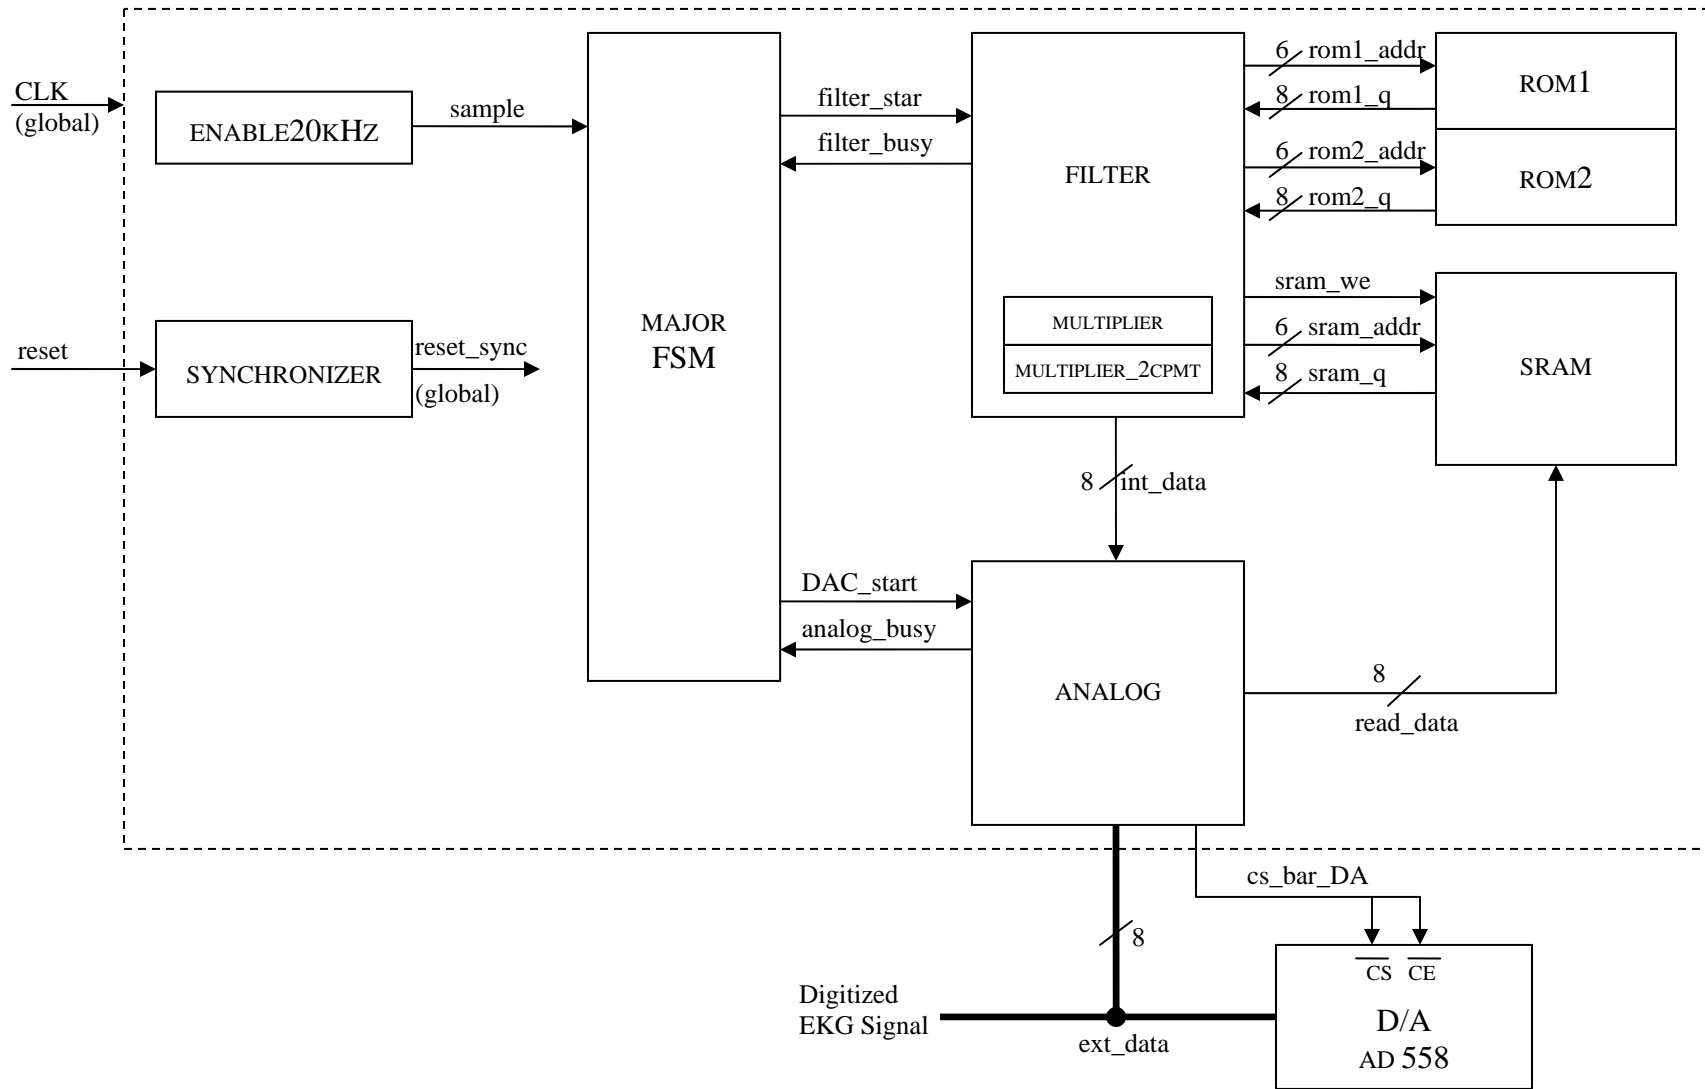 CLK
(global)
ENABLE20KHZ
sample
filter_star
filter_busy
6 rom1_addr
8 rom1_q
ROM1
6 rom2_addr
8 rom2_q
ROM2
FILTER
MULTIPLIER
MULTIPLIER_2CPMT
sram_we
6 sram_addr
8 sram_q
SRAM
reset
SYNCHRONIZER
reset_sync
(global)
MAJOR
FSM
8 int_data
DAC_start
analog_busy
ANALOG
8
read_data
cs_bar_DA
8
CS CE
D/A
AD 558
Digitized
EKG Signal
ext_data